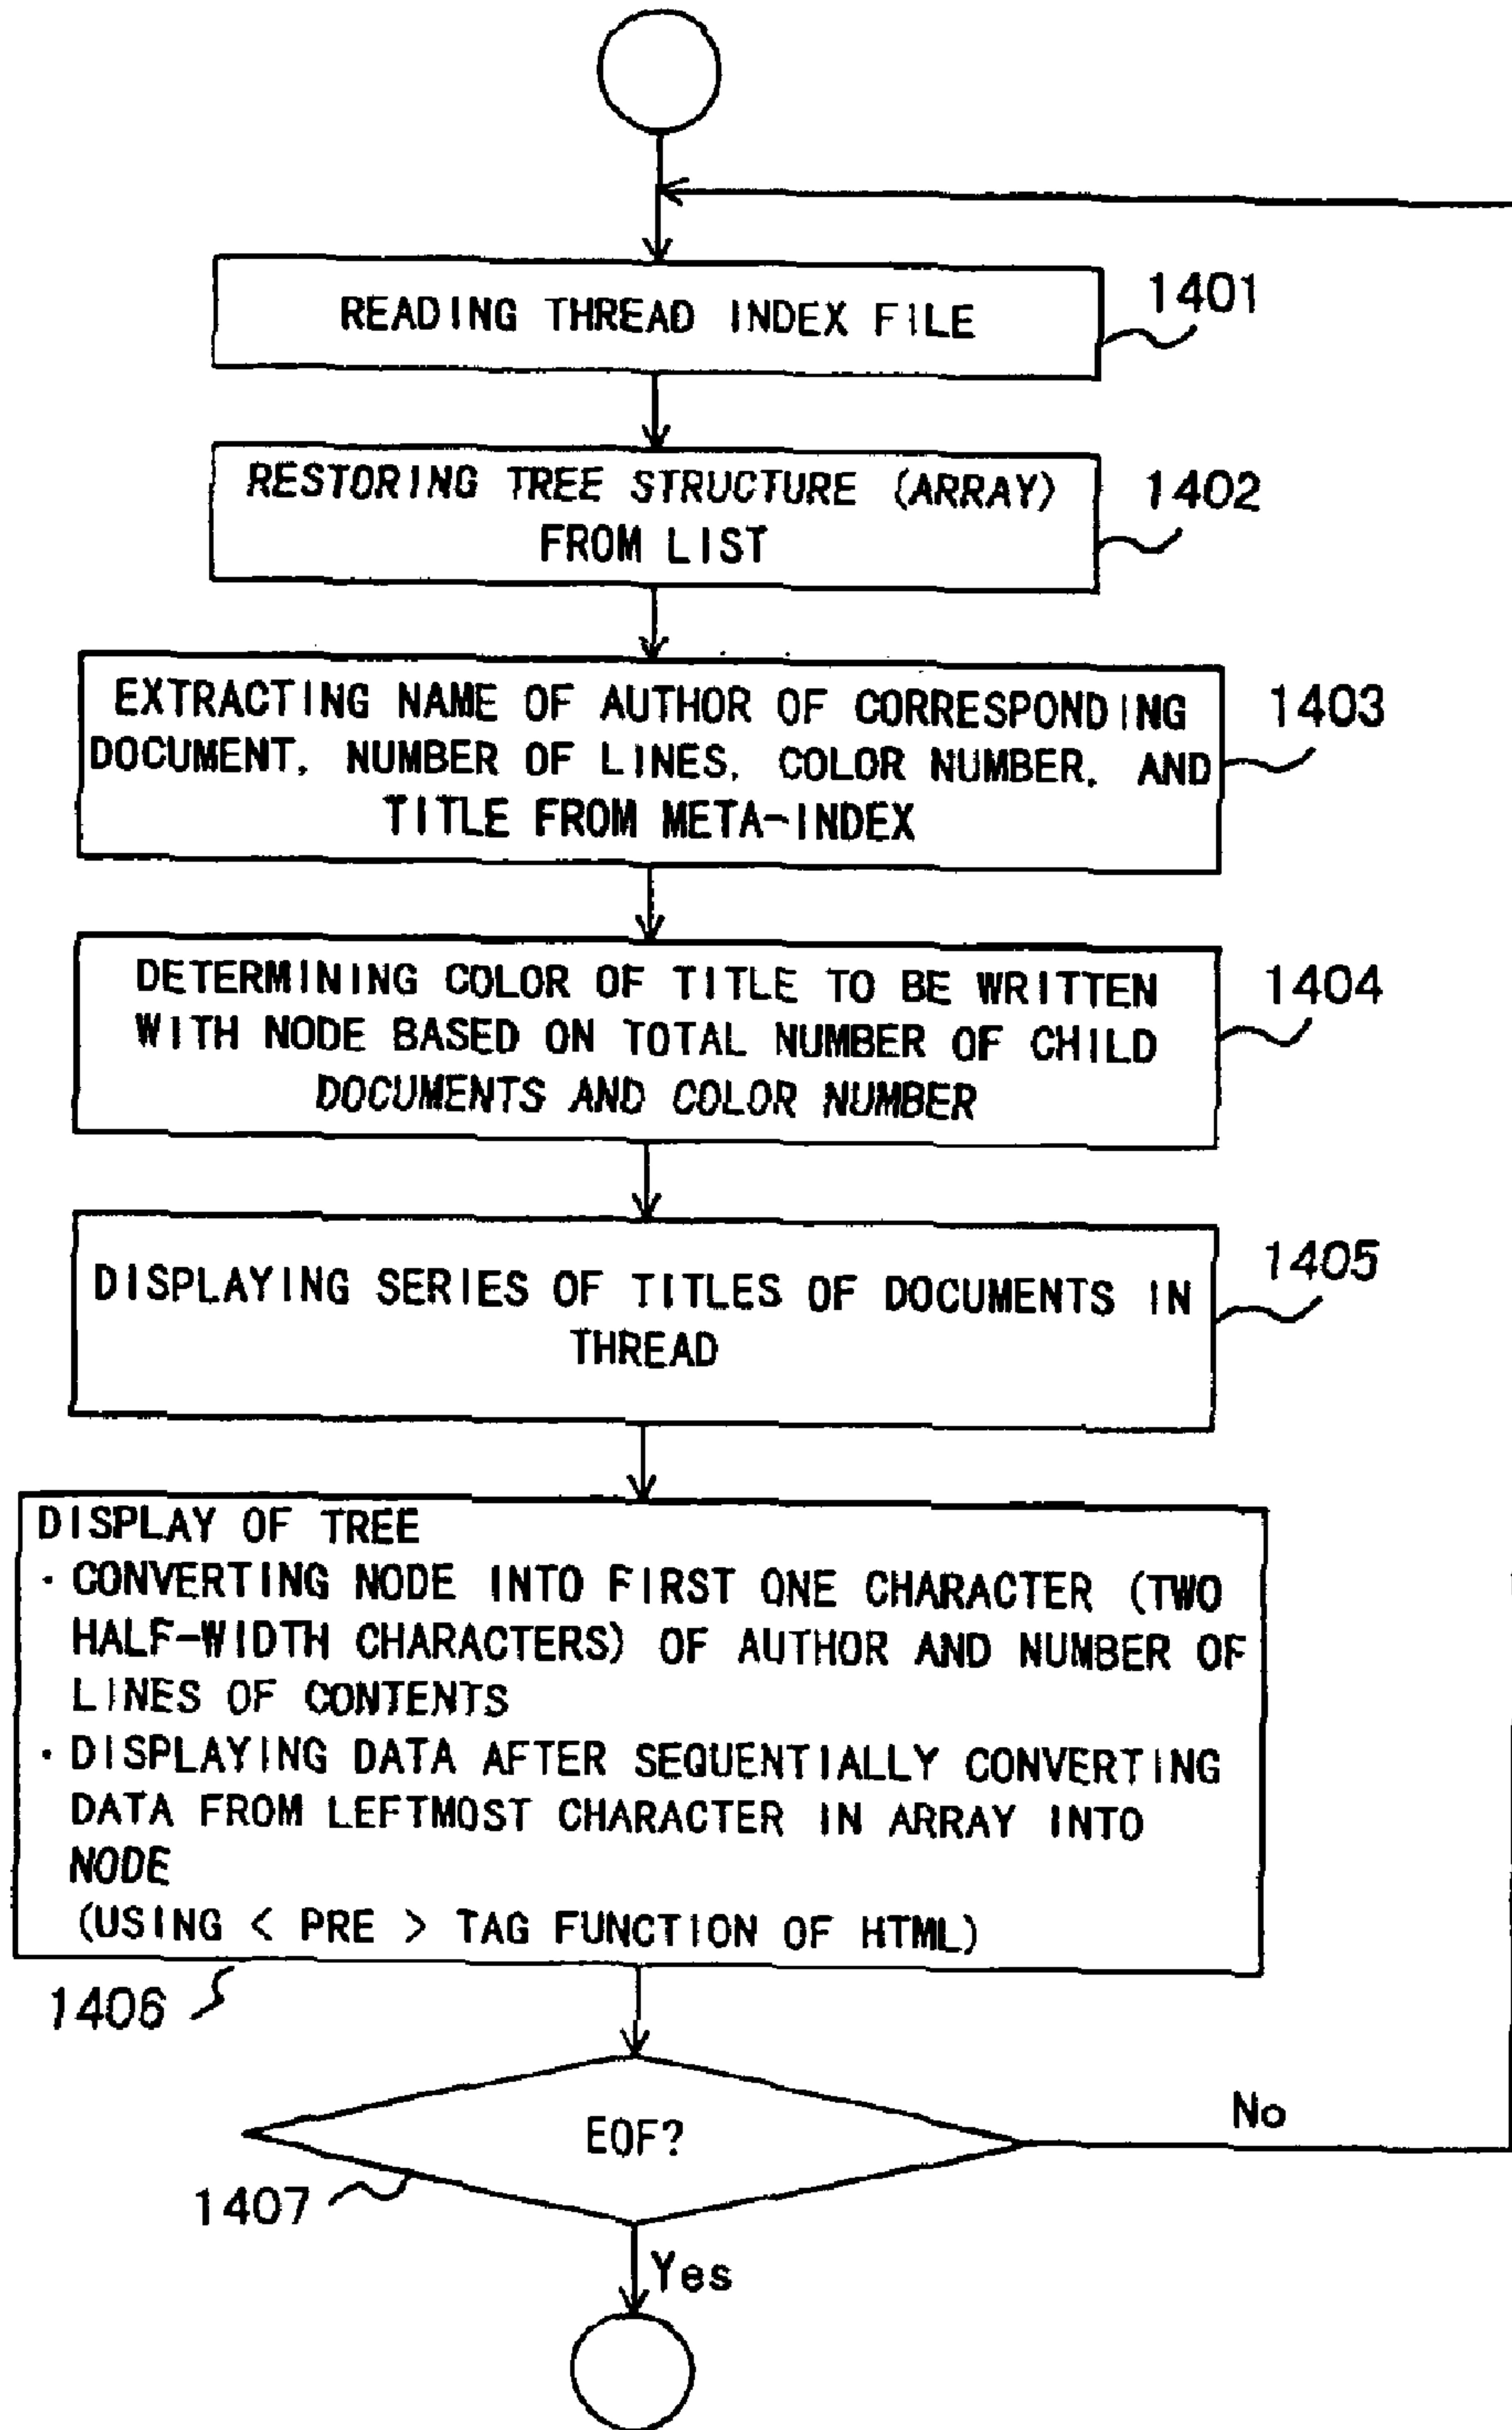 READING THREAD INDEX FILE
1401
RESTORING TREE STRUCTURE (ARRAY)
FROM LIST
1402
EXTRACTING NAME OF AUTHOR OF CORRESPONDING
DOCUMENT, NUMBER OF LINES, COLOR NUMBER, AND
TITLE FROM META-INDEX
1403
DETERMINING COLOR OF TITLE TO BE WRITTEN
WITH NODE BASED ON TOTAL NUMBER OF CHILD
DOCUMENTS AND COLOR NUMBER
1404
DISPLAYING SERIES OF TITLES OF DOCUMENTS IN
THREAD
1405
DISPLAY OF TREE
· CONVERTING NODE INTO FIRST ONE CHARACTER (TWO
HALF-WIDTH CHARACTERS) OF AUTHOR AND NUMBER OF
LINES OF CONTENTS
· DISPLAYING DATA AFTER SEQUENTIALLY CONVERTING
DATA FROM LEFTMOST CHARACTER IN ARRAY INTO
NODE
(USING < PRE > TAG FUNCTION OF HTML)
1406
EOF?
No
1407
Yes